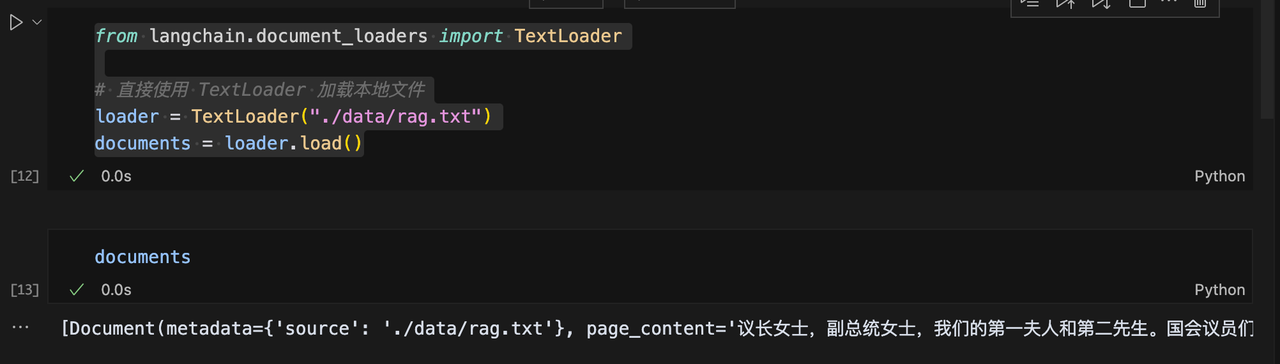 from langchain.document_loaders import TextLoader
# 直接使用 TextLoader 加载本地文件
loader = TextLoader("./data/rag.txt")
documents = loader.load()
[12] 0.0s Python
documents
[13] 0.0s Python
[Document(metadata={'source': './data/rag.txt'}, page_content='议长女士，副总统女士，我们的第一夫人和第二先生。国会议员们